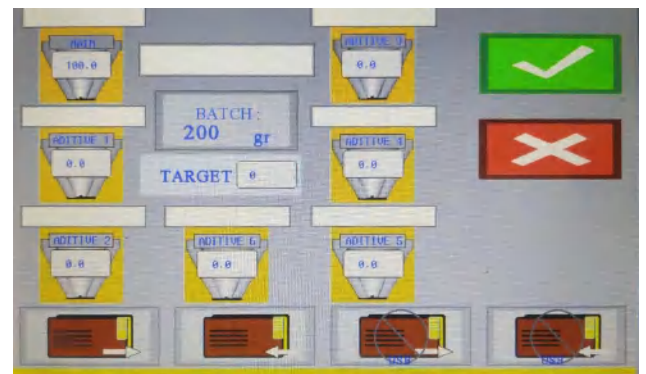 MAIN
100.0
ADITIVE 3
0.0
BATCH :
200 gr
ADITIVE 1
0.0
ADITIVE 4
0.0
TARGET 0
ADITIVE 2
0.0
ADITIVE 6
0.0
ADITIVE 5
0.0